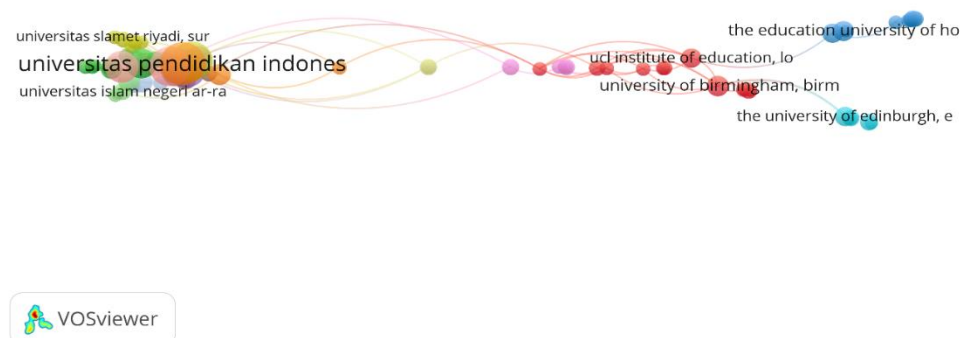 universitas slamet riyadi, sur
universitas pendidikan indones
universitas islam negeri ar-ra
the education university of ho
ucl institute of education, lo
university of birmingham, birm
the university of edinburgh, e
VOSviewer